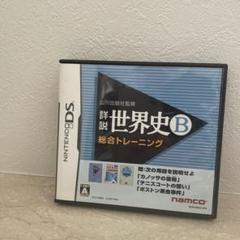 山川出版社監修
詳説 世界史B
総合トレーニング
NINTENDO DS
問:次の用語を説明せよ
「カノッサの屈辱」
「テニスコートの誓い」
「ボストン茶会事件」
namco